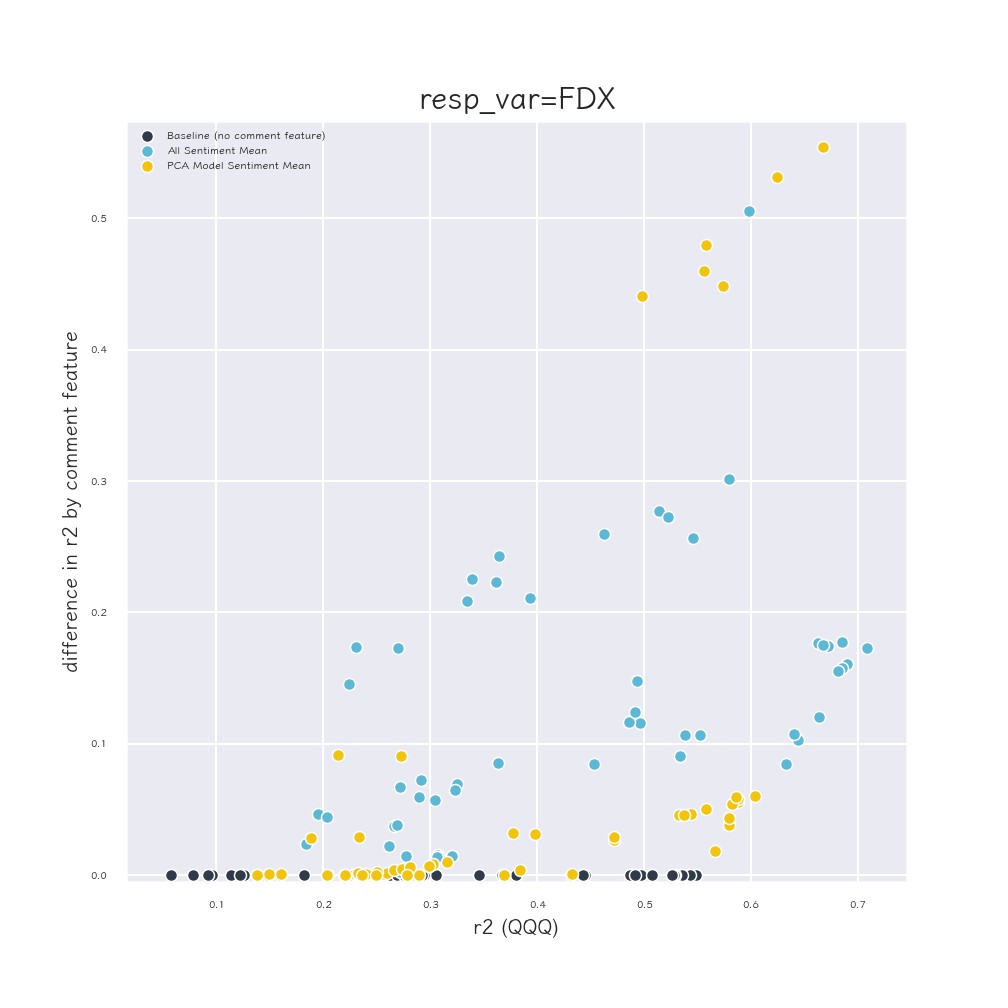 resp_var=FDX
Baseline (no comment feature)
All Sentiment Mean
PCA Model Sentiment Mean
difference in r2 by comment feature
0.5
0.4
0.3
0.2
0.1
0.0
0.1 0.2 0.3 0.4 0.5 0.6 0.7
r2 (QQQ)